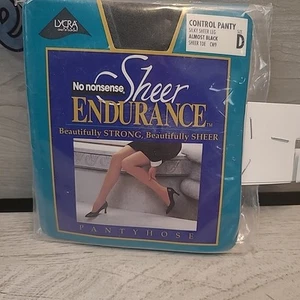 LYCRA
CONTROL PANTY
SILKY SHEER LEG
ALMOST BLACK
SHEER TOE
D
No nonsense
Sheer
ENDURANCE
Beautifully STRONG, Beautifully SHEER
PANTYHOSE